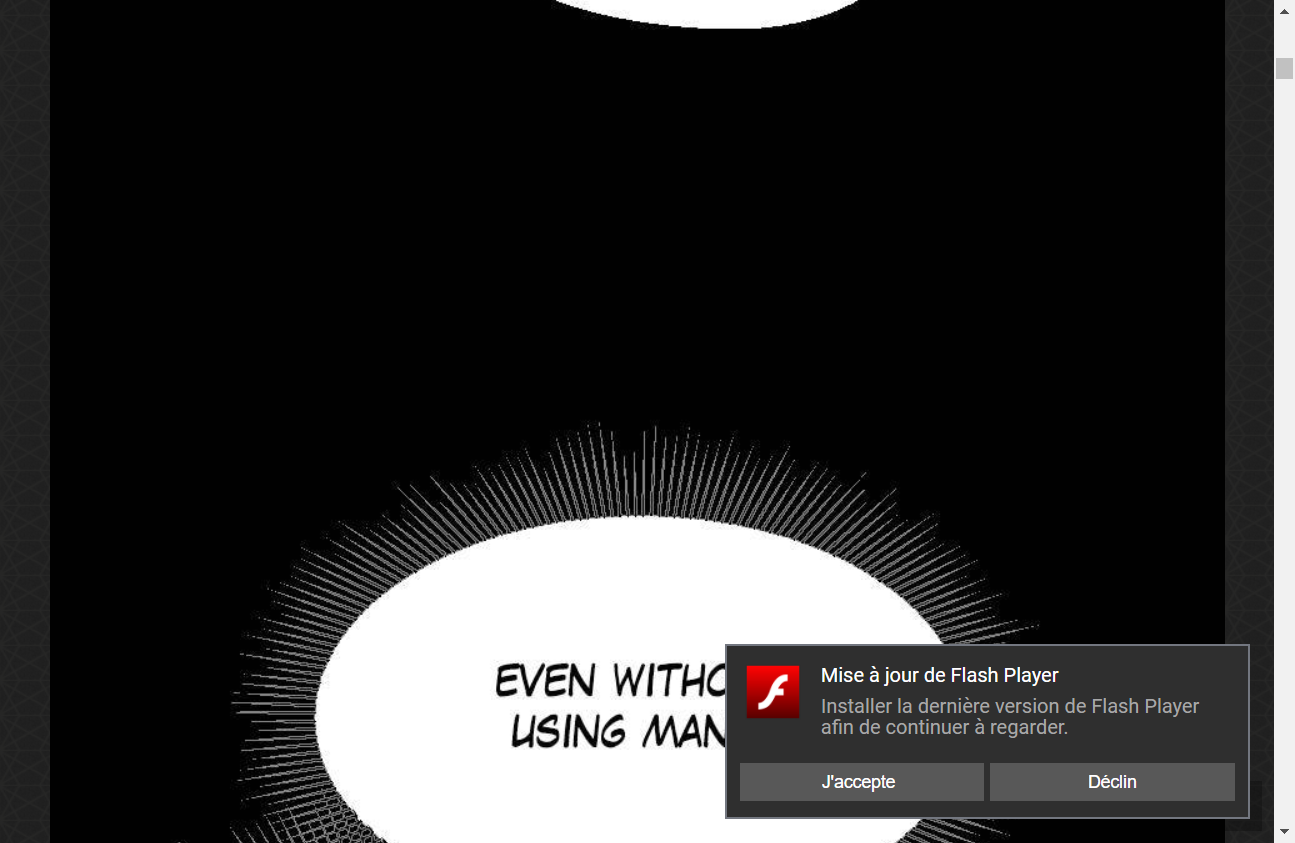 EVEN WITHO
USING MAN
Mise à jour de Flash Player
Installer la dernière version de Flash Player
afin de continuer à regarder.
J'accepte
Déclin